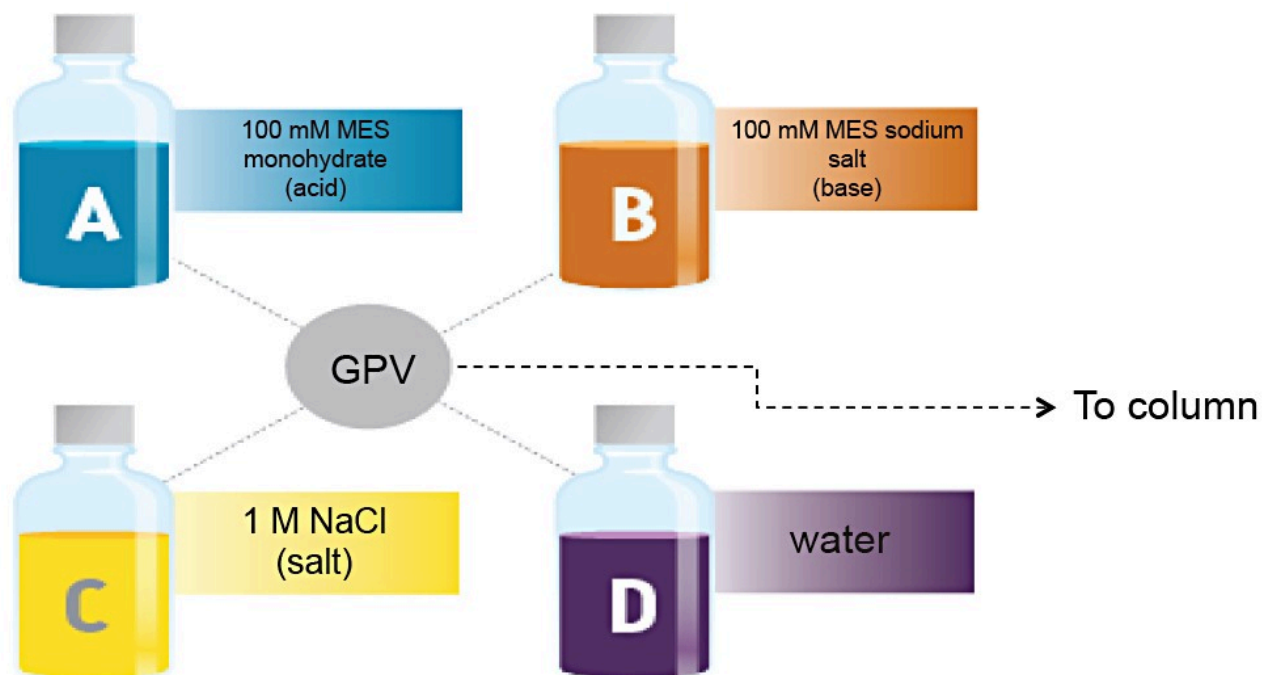 A
100 mM MES
monohydrate
(acid)
B
100 mM MES sodium
salt
(base)
GPV
To column
C
1 M NaCl
(salt)
D
water